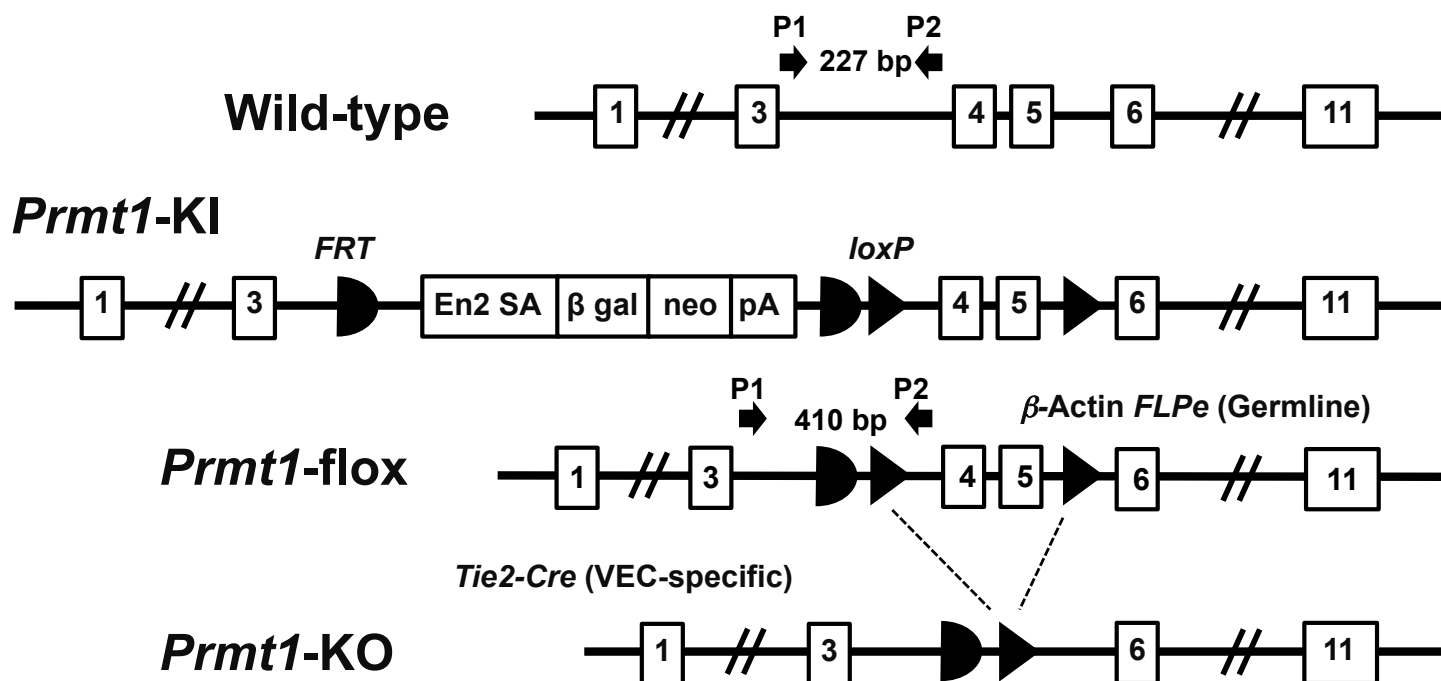 P1 P2
227 bp
Wild-type 1 3 4 5 6 11
Prmt1-KI
FRT loxP
1 3 En2 SA β gal neo pA 4 5 6 11
P1 P2
410 bp β-Actin FLPe (Germline)
Prmt1-flox 1 3 4 5 6 11
Tie2-Cre (VEC-specific)
Prmt1-KO 1 3 6 11